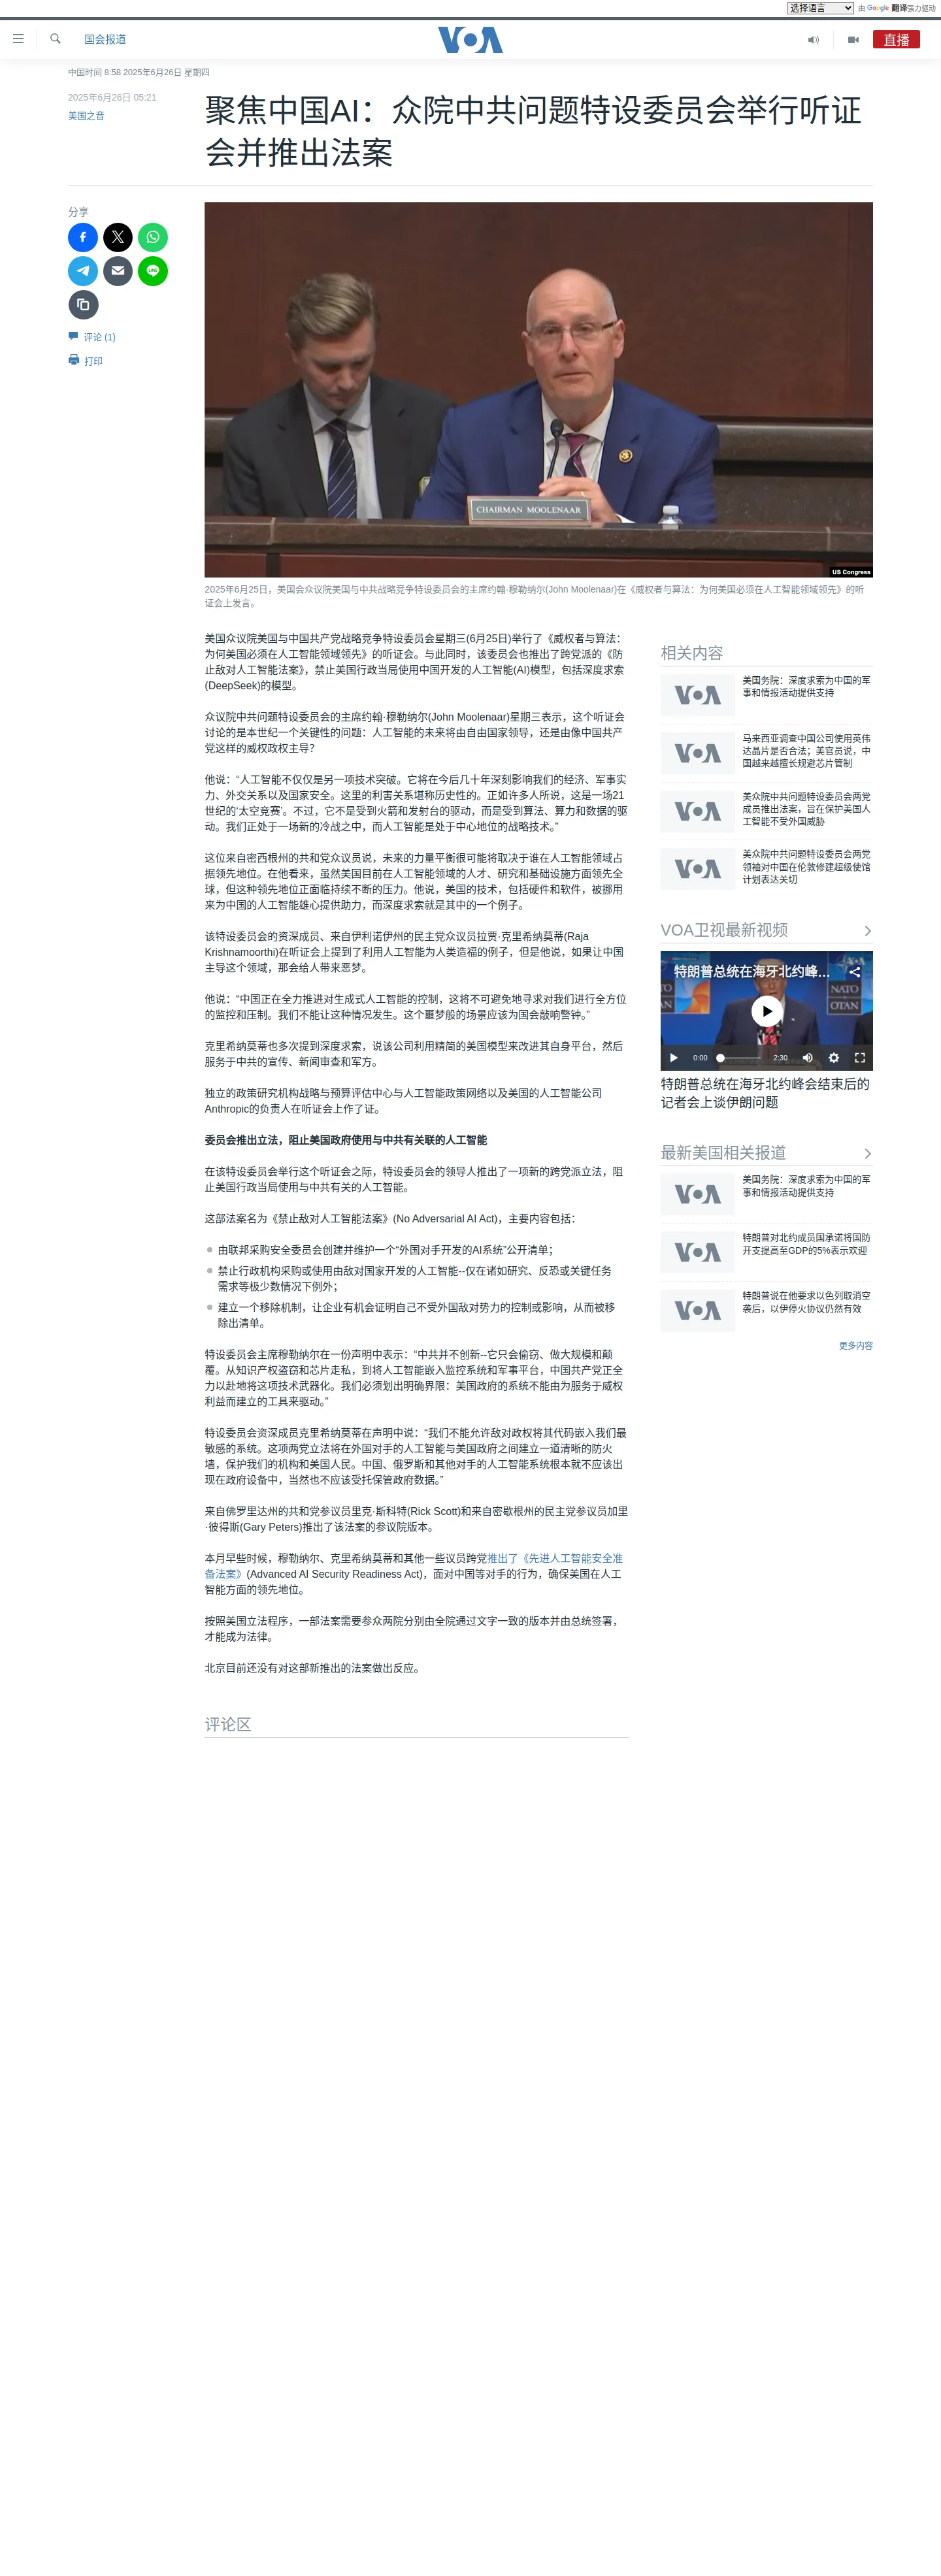 选择语言
由 Google 翻译强力驱动
国会报道
VOA
直播
中国时间 8:58 2025年6月26日 星期四
2025年6月26日 05:21
美国之音
聚焦中国AI：众院中共问题特设委员会举行听证
会并推出法案
分享
评论 (1)
打印
CHAIRMAN MOOLENAAR
US Congress
2025年6月25日，美国会众议院美国与中共战略竞争特设委员会的主席约翰·穆勒纳尔(John Moolenaar)在《威权者与算法：为何美国必须在人工智能领域领先》的听
证会上发言。
美国众议院美国与中国共产党战略竞争特设委员会星期三(6月25日)举行了《威权者与算法：
为何美国必须在人工智能领域领先》的听证会。与此同时，该委员会也推出了跨党派的《防
止敌对人工智能法案》，禁止美国行政当局使用中国开发的人工智能(AI)模型，包括深度求索
(DeepSeek)的模型。
众议院中共问题特设委员会的主席约翰·穆勒纳尔(John Moolenaar)星期三表示，这个听证会
讨论的是本世纪一个关键性的问题：人工智能的未来将由自由国家领导，还是由像中国共产
党这样的威权政权主导？
他说：“人工智能不仅仅是另一项技术突破。它将在今后几十年深刻影响我们的经济、军事实
力、外交关系以及国家安全。这里的利害关系堪称历史性的。正如许多人所说，这是一场21
世纪的‘太空竞赛’。不过，它不是受到火箭和发射台的驱动，而是受到算法、算力和数据的驱
动。我们正处于一场新的冷战之中，而人工智能是处于中心地位的战略技术。”
这位来自密西根州的共和党众议员说，未来的力量平衡很可能将取决于谁在人工智能领域占
据领先地位。在他看来，虽然美国目前在人工智能领域的人才、研究和基础设施方面领先全
球，但这种领先地位正面临持续不断的压力。他说，美国的技术，包括硬件和软件，被挪用
来为中国的人工智能雄心提供助力，而深度求索就是其中的一个例子。
该特设委员会的资深成员、来自伊利诺伊州的民主党众议员拉贾·克里希纳莫蒂(Raja
Krishnamoorthi)在听证会上提到了利用人工智能为人类造福的例子，但是他说，如果让中国
主导这个领域，那会给人带来恶梦。
他说：“中国正在全力推进对生成式人工智能的控制，这将不可避免地寻求对我们进行全方位
的监控和压制。我们不能让这种情况发生。这个噩梦般的场景应该为国会敲响警钟。”
克里希纳莫蒂也多次提到深度求索，说该公司利用精简的美国模型来改进其自身平台，然后
服务于中共的宣传、新闻审查和军方。
独立的政策研究机构战略与预算评估中心与人工智能政策网络以及美国的人工智能公司
Anthropic的负责人在听证会上作了证。
委员会推出立法，阻止美国政府使用与中共有关联的人工智能
在该特设委员会举行这个听证会之际，特设委员会的领导人推出了一项新的跨党派立法，阻
止美国行政当局使用与中共有关的人工智能。
这部法案名为《禁止敌对人工智能法案》(No Adversarial AI Act)，主要内容包括：
由联邦采购安全委员会创建并维护一个“外国对手开发的AI系统”公开清单；
禁止行政机构采购或使用由敌对国家开发的人工智能--仅在诸如研究、反恐或关键任务
需求等极少数情况下例外；
建立一个移除机制，让企业有机会证明自己不受外国敌对势力的控制或影响，从而被移
除出清单。
特设委员会主席穆勒纳尔在一份声明中表示：“中共并不创新--它只会偷窃、做大规模和颠
覆。从知识产权盗窃和芯片走私，到将人工智能嵌入监控系统和军事平台，中国共产党正全
力以赴地将这项技术武器化。我们必须划出明确界限：美国政府的系统不能由为服务于威权
利益而建立的工具来驱动。”
特设委员会资深成员克里希纳莫蒂在声明中说：“我们不能允许敌对政权将其代码嵌入我们最
敏感的系统。这项两党立法将在外国对手的人工智能与美国政府之间建立一道清晰的防火
墙，保护我们的机构和美国人民。中国、俄罗斯和其他对手的人工智能系统根本就不应该出
现在政府设备中，当然也不应该受托保管政府数据。”
来自佛罗里达州的共和党参议员里克·斯科特(Rick Scott)和来自密歇根州的民主党参议员加里
·彼得斯(Gary Peters)推出了该法案的参议院版本。
本月早些时候，穆勒纳尔、克里希纳莫蒂和其他一些议员跨党推出了《先进人工智能安全准
备法案》(Advanced AI Security Readiness Act)，面对中国等对手的行为，确保美国在人工
智能方面的领先地位。
按照美国立法程序，一部法案需要参众两院分别由全院通过文字一致的版本并由总统签署，
才能成为法律。
北京目前还没有对这部新推出的法案做出反应。
评论区
相关内容
VOA
美国务院：深度求索为中国的军
事和情报活动提供支持
VOA
马来西亚调查中国公司使用英伟
达晶片是否合法；美官员说，中
国越来越擅长规避芯片管制
VOA
美众院中共问题特设委员会两党
成员推出法案，旨在保护美国人
工智能不受外国威胁
VOA
美众院中共问题特设委员会两党
领袖对中国在伦敦修建超级使馆
计划表达关切
VOA卫视最新视频
特朗普总统在海牙北约峰…
NATO
OTAN
0:00
2:30
特朗普总统在海牙北约峰会结束后的
记者会上谈伊朗问题
最新美国相关报道
VOA
美国务院：深度求索为中国的军
事和情报活动提供支持
VOA
特朗普对北约成员国承诺将国防
开支提高至GDP的5%表示欢迎
VOA
特朗普说在他要求以色列取消空
袭后，以伊停火协议仍然有效
更多内容